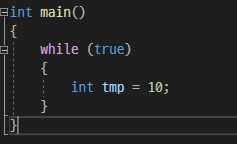 int main()
{
    while (true)
    {
        int tmp = 10;
    }
}